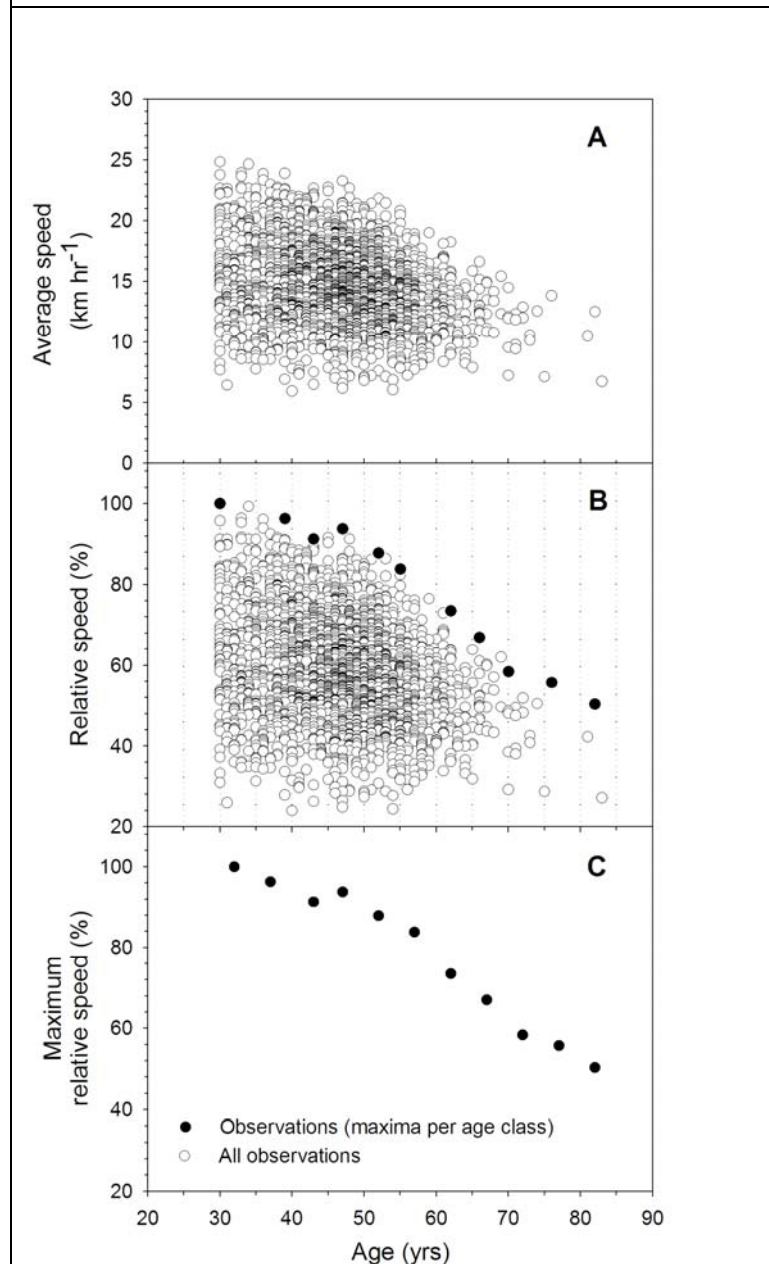 A
30
25
20
15
10
5
0
Average speed
(km hr⁻¹)
B
100
80
60
40
20
Relative speed (%)
C
100
80
60
40
20
Maximum
relative speed (%)
● Observations (maxima per age class)
○ All observations
20 30 40 50 60 70 80 90
Age (yrs)